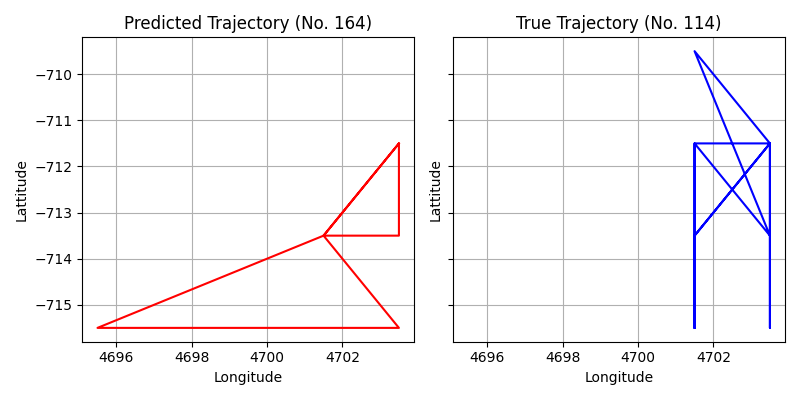 Predicted Trajectory (No. 164)
True Trajectory (No. 114)
Lattitude
−710
−711
−712
−713
−714
−715
4696
4698
4700
4702
Longitude
Lattitude
4696
4698
4700
4702
Longitude